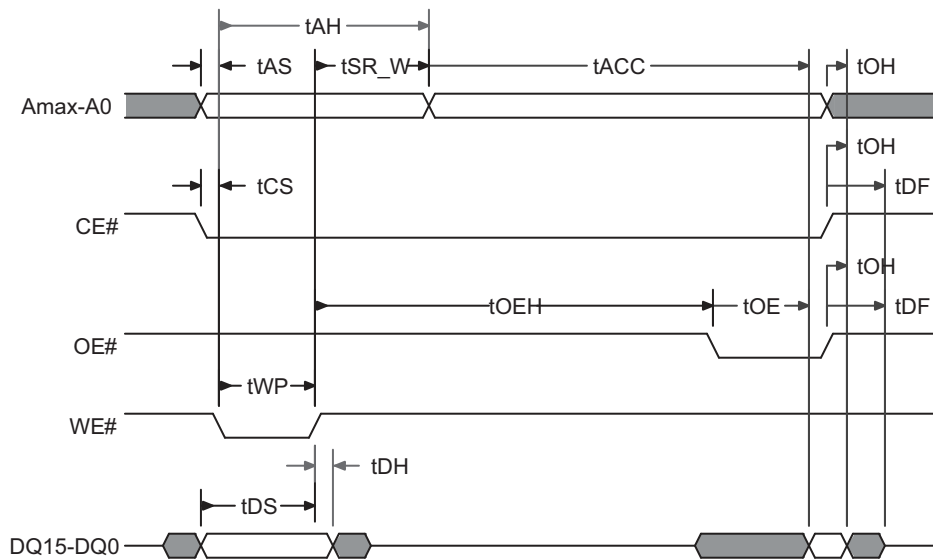 tAH
tAS tSR_W tACC tOH
Amax-A0
tOH
tCS tDF
CE#
tOH
tOEH tOE tDF
OE#
tWP
WE#
tDH
tDS
DQ15-DQ0